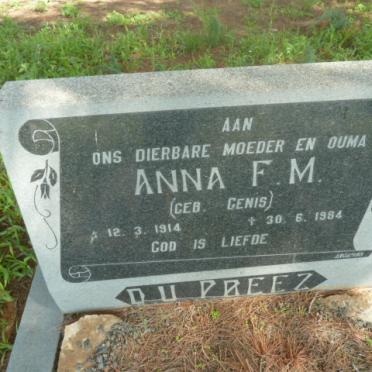 AAN
ONS DIERBARE MOEDER EN OUMA
ANNA F. M.
(GEB. GENIS)
* 12. 3. 1914 † 30. 6. 1984
GOD IS LIEFDE
DU PREEZ